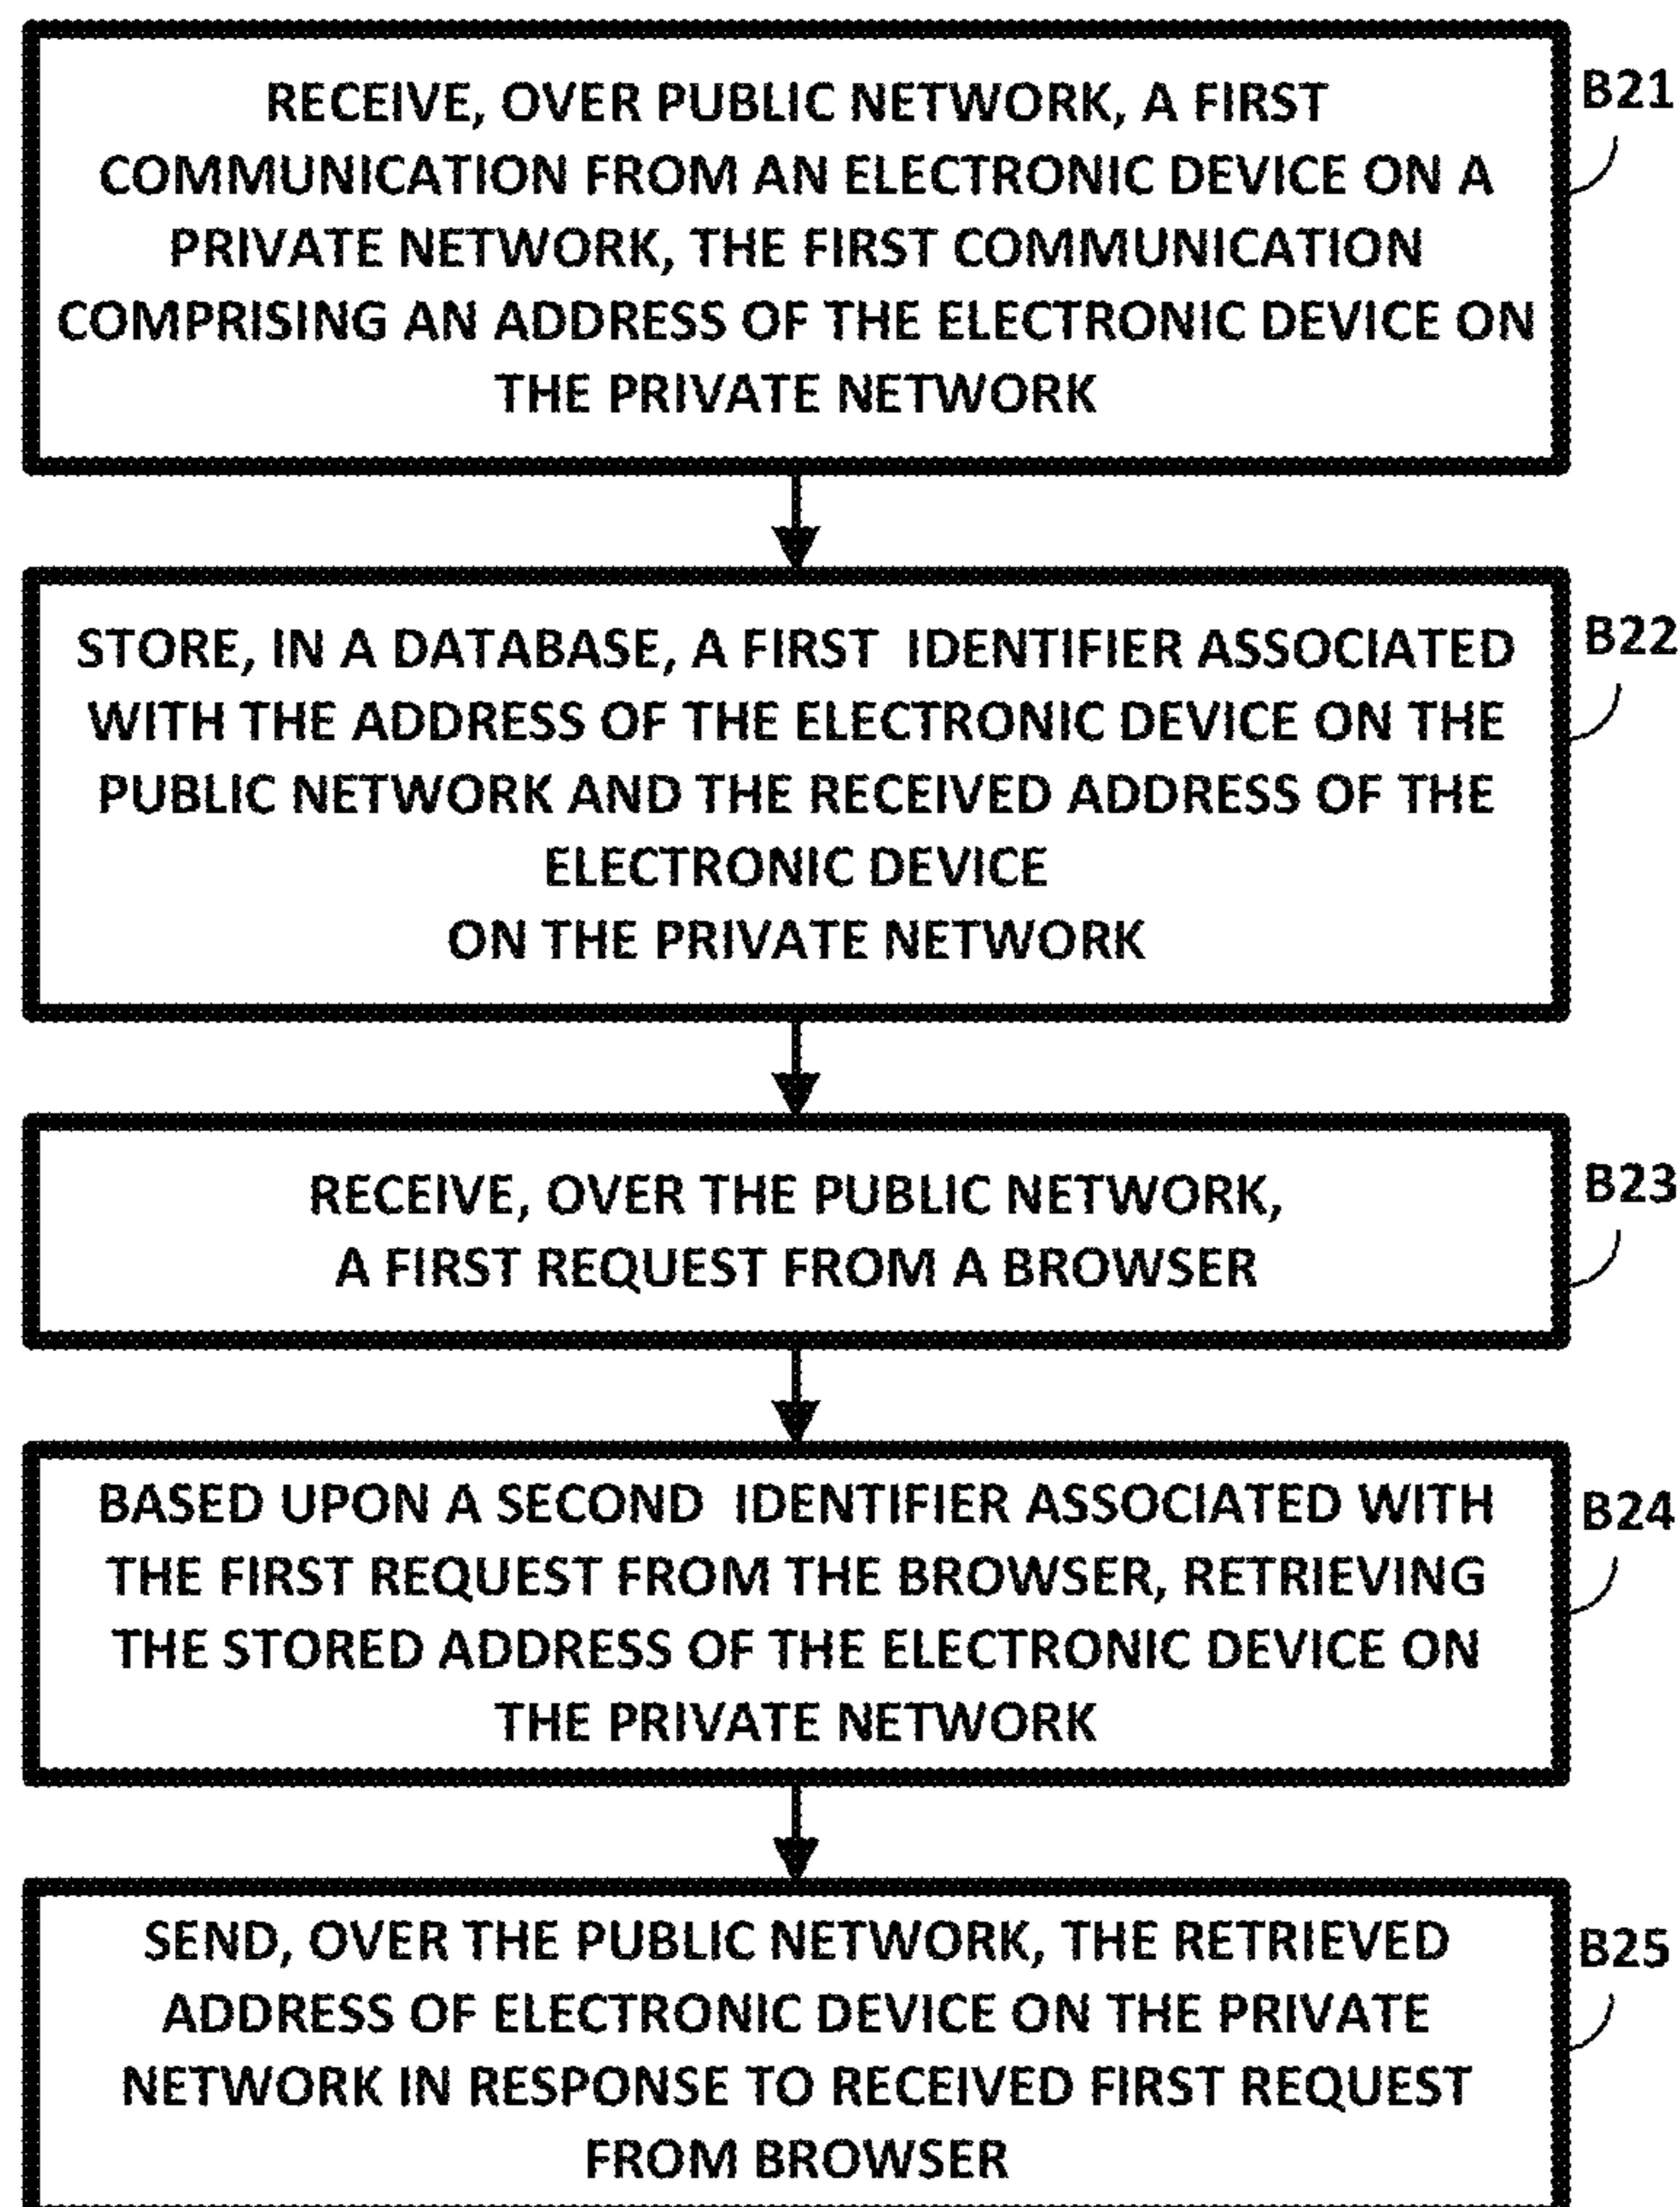 RECEIVE, OVER PUBLIC NETWORK, A FIRST
COMMUNICATION FROM AN ELECTRONIC DEVICE ON A
PRIVATE NETWORK, THE FIRST COMMUNICATION
COMPRISING AN ADDRESS OF THE ELECTRONIC DEVICE ON
THE PRIVATE NETWORK
B21
STORE, IN A DATABASE, A FIRST IDENTIFIER ASSOCIATED
WITH THE ADDRESS OF THE ELECTRONIC DEVICE ON THE
PUBLIC NETWORK AND THE RECEIVED ADDRESS OF THE
ELECTRONIC DEVICE
ON THE PRIVATE NETWORK
B22
RECEIVE, OVER THE PUBLIC NETWORK,
A FIRST REQUEST FROM A BROWSER
B23
BASED UPON A SECOND IDENTIFIER ASSOCIATED WITH
THE FIRST REQUEST FROM THE BROWSER, RETRIEVING
THE STORED ADDRESS OF THE ELECTRONIC DEVICE ON
THE PRIVATE NETWORK
B24
SEND, OVER THE PUBLIC NETWORK, THE RETRIEVED
ADDRESS OF ELECTRONIC DEVICE ON THE PRIVATE
NETWORK IN RESPONSE TO RECEIVED FIRST REQUEST
FROM BROWSER
B25